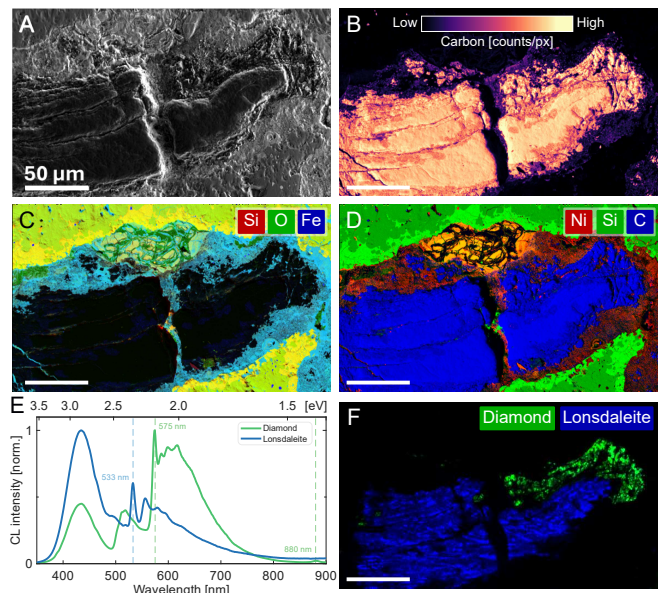 A
50 µm
B
Low
High
Carbon [counts/px]
C
Si
O
Fe
D
Ni
Si
C
E
3.5 3.0 2.5 2.0 1.5 [eV]
575 nm
Diamond
Lonsdaleite
533 nm
880 nm
CL intensity [norm.]
1
0
400 500 600 700 800 900
Wavelength [nm]
F
Diamond
Lonsdaleite